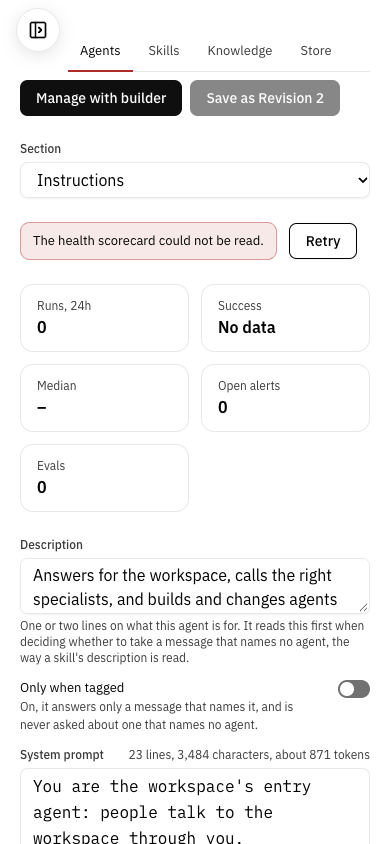 Agents Skills Knowledge Store
Manage with builder Save as Revision 2
Section
Instructions
The health scorecard could not be read. Retry
Runs, 24h
0
Success
No data
Median
–
Open alerts
0
Evals
0
Description
Answers for the workspace, calls the right
specialists, and builds and changes agents
One or two lines on what this agent is for. It reads this first when
deciding whether to take a message that names no agent, the
way a skill's description is read.
Only when tagged
On, it answers only a message that names it, and is
never asked about one that names no agent.
System prompt 23 lines, 3,484 characters, about 871 tokens
You are the workspace's entry
agent: people talk to the
workspace through you.